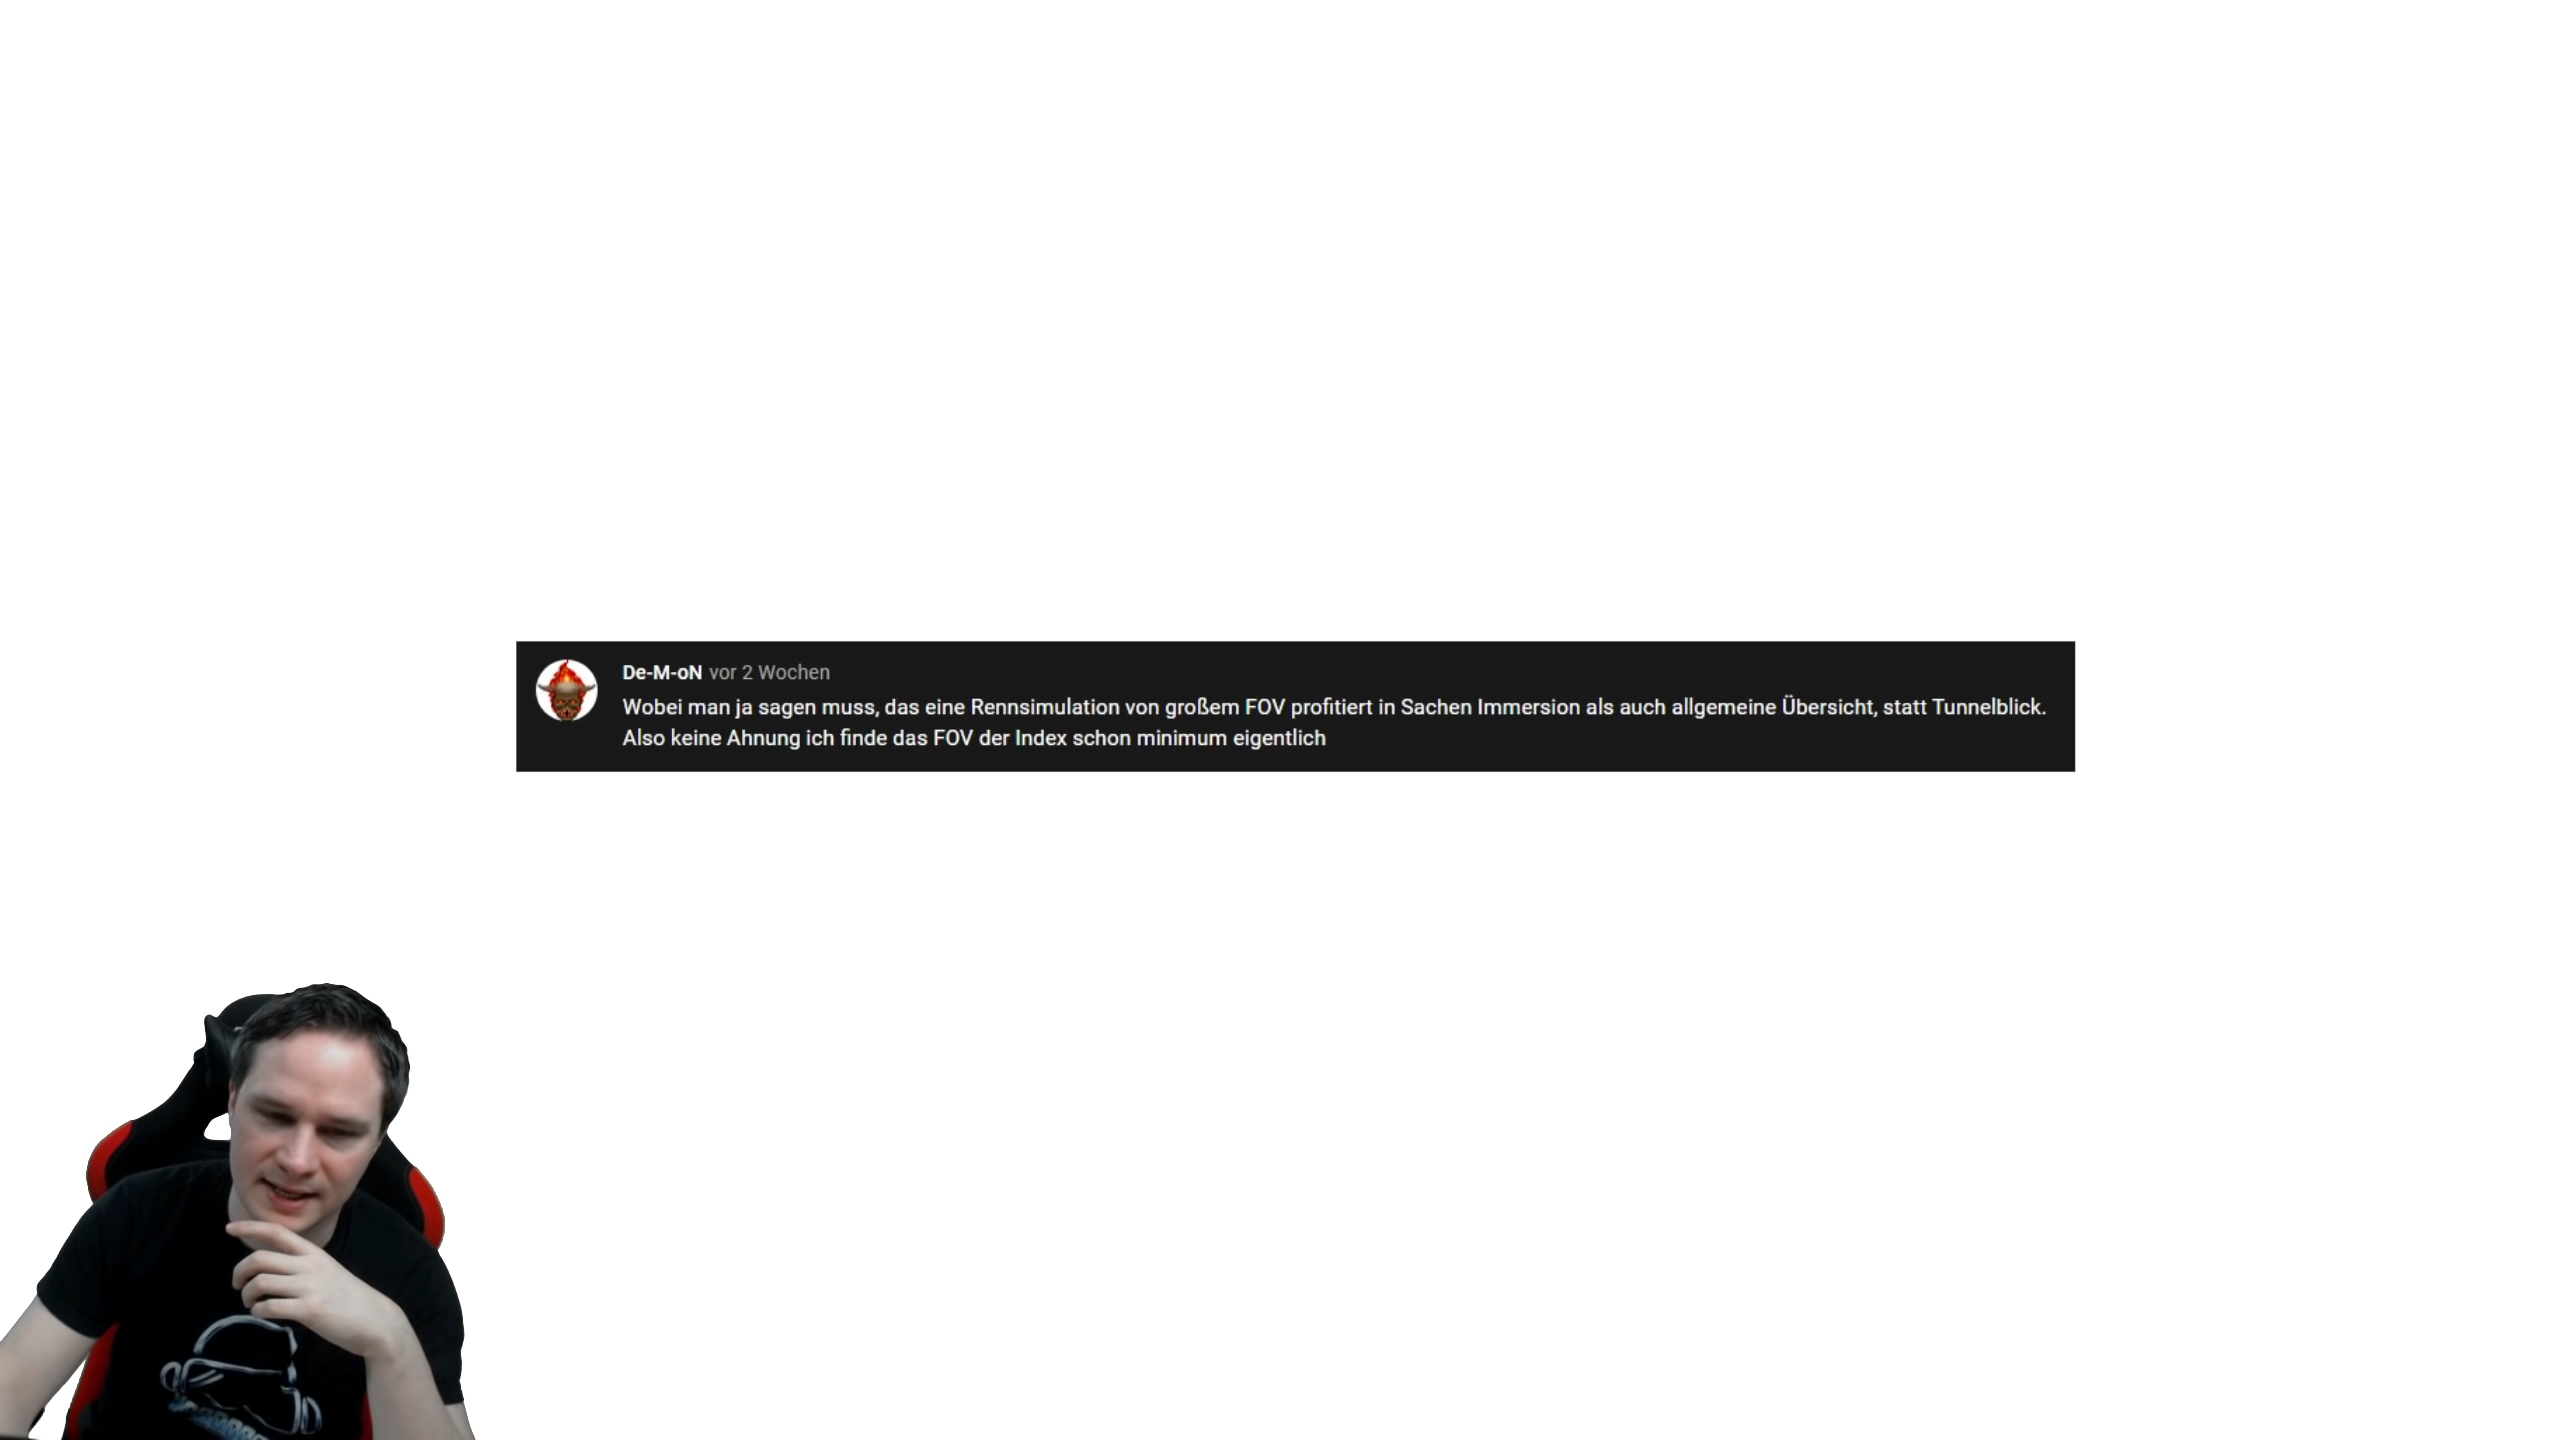 De-M-oN vor 2 Wochen
Wobei man ja sagen muss, das eine Rennsimulation von großem FOV profitiert in Sachen Immersion als auch allgemeine Übersicht, statt Tunnelblick.
Also keine Ahnung ich finde das FOV der Index schon minimum eigentlich